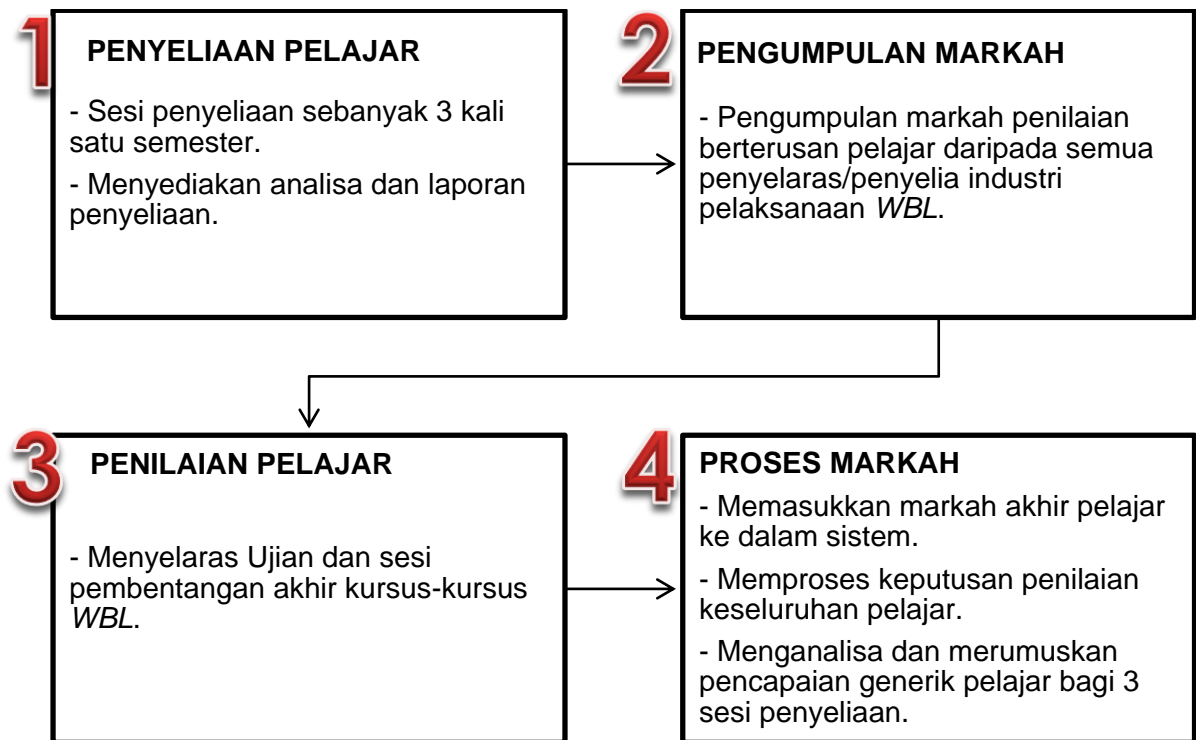 1
PENYELIAAN PELAJAR
- Sesi penyeliaan sebanyak 3 kali
satu semester.
- Menyediakan analisa dan laporan
penyeliaan.
2
PENGUMPULAN MARKAH
- Pengumpulan markah penilaian
berterusan pelajar daripada semua
penyelaras/penyelia industri
pelaksanaan WBL.
3
PENILAIAN PELAJAR
- Menyelaras Ujian dan sesi
pembentangan akhir kursus-kursus
WBL.
4
PROSES MARKAH
- Memasukkan markah akhir pelajar
ke dalam sistem.
- Memproses keputusan penilaian
keseluruhan pelajar.
- Menganalisa dan merumuskan
pencapaian generik pelajar bagi 3
sesi penyeliaan.